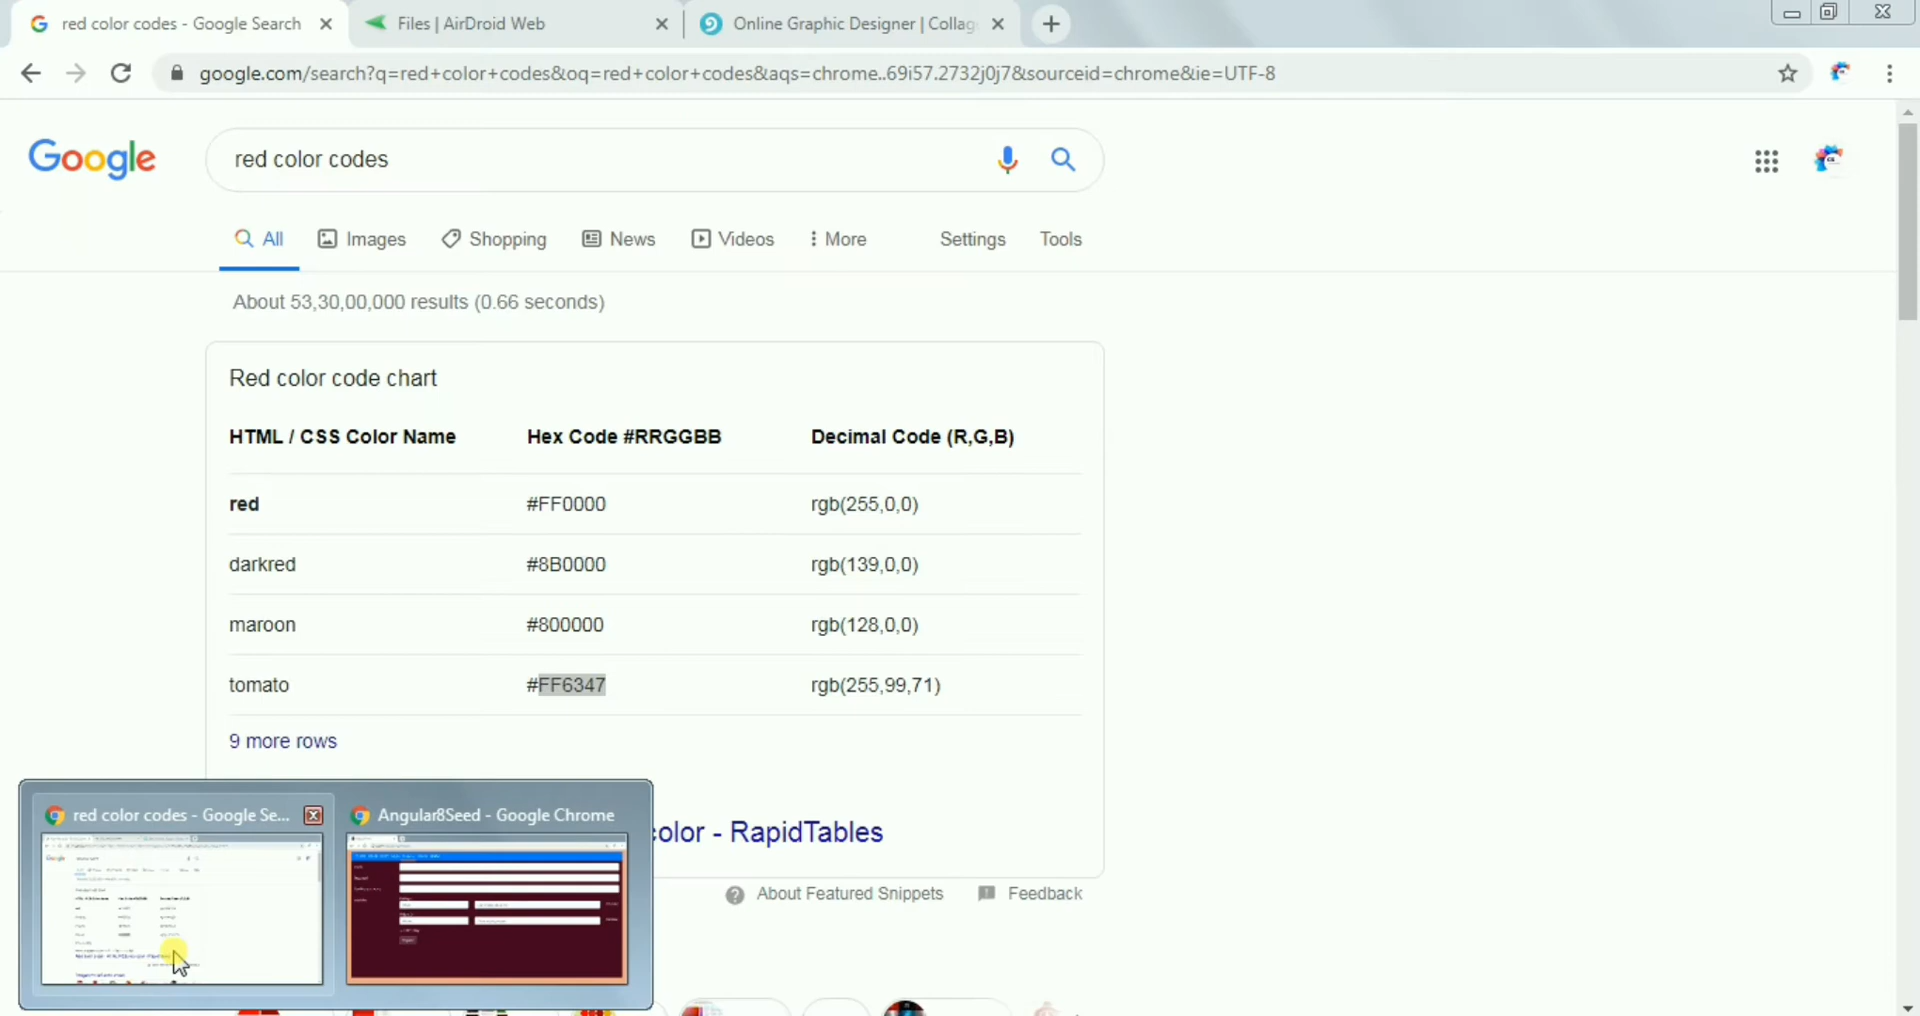 red color codes - Google Search
Files | AirDroid Web
Online Graphic Designer | Collag
google.com/search?q=red+color+codes&oq=red+color+codes&aqs=chrome..69i57.2732j0j7&sourceid=chrome&ie=UTF-8
Google
red color codes
All
Images
Shopping
News
Videos
More
Settings
Tools
About 53,30,00,000 results (0.66 seconds)
Red color code chart
HTML / CSS Color Name Hex Code #RRGGBB Decimal Code (R,G,B)
red #FF0000 rgb(255,0,0)
darkred #8B0000 rgb(139,0,0)
maroon #800000 rgb(128,0,0)
tomato #FF6347 rgb(255,99,71)
9 more rows
red color codes - Google Se...
Angular8Seed - Google Chrome
color - RapidTables
About Featured Snippets
Feedback